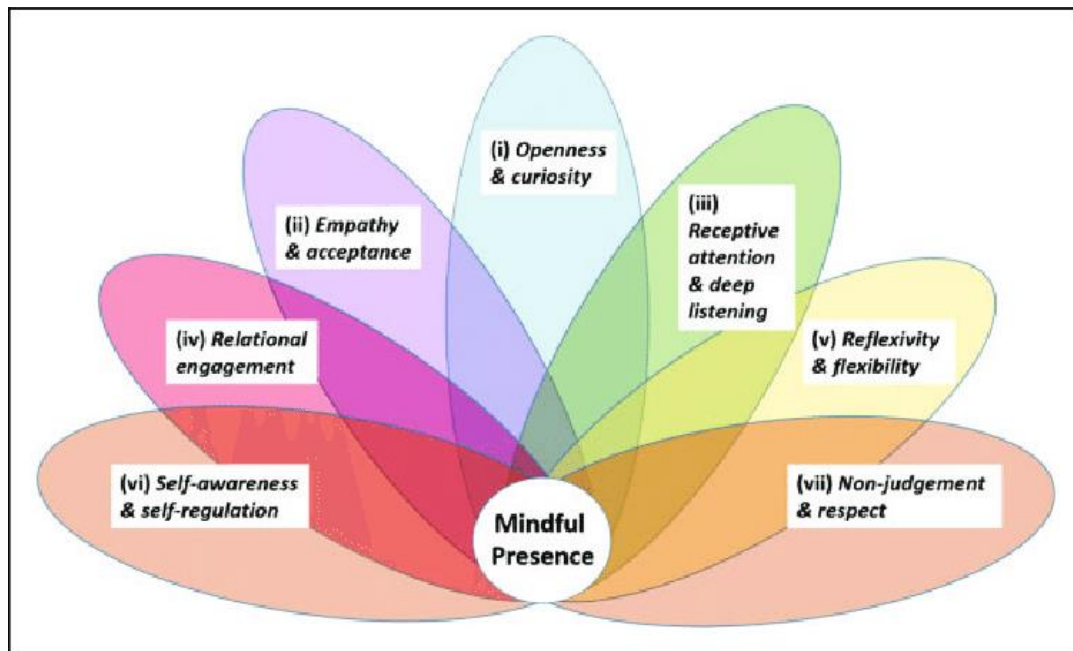 (i) Openness
& curiosity
(ii) Empathy
& acceptance
(iii)
Receptive
attention
& deep
listening
(iv) Relational
engagement
(v) Reflexivity
& flexibility
(vi) Self-awareness
& self-regulation
(vii) Non-judgement
& respect
Mindful
Presence